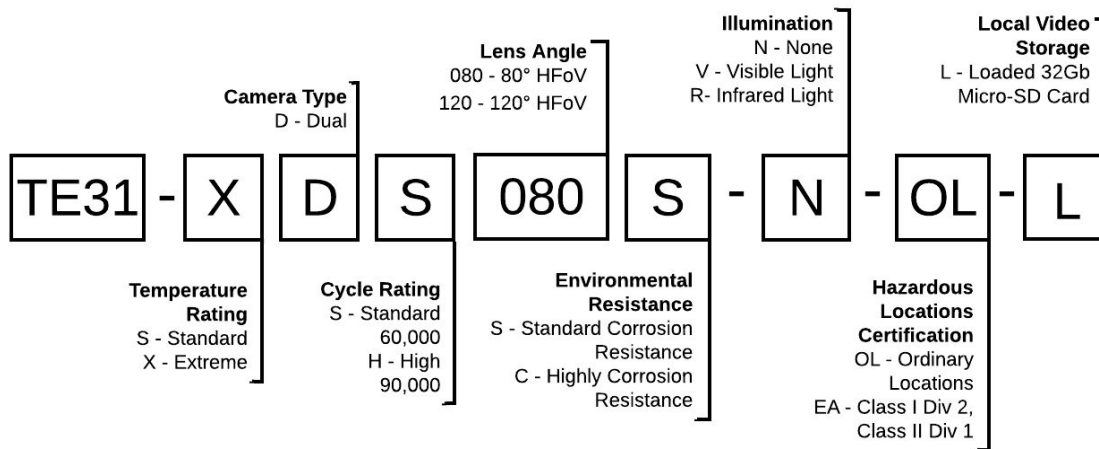 Illumination
N - None
V - Visible Light
R- Infrared Light
Local Video
Storage
L - Loaded 32Gb
Micro-SD Card
Lens Angle
080 - 80° HFoV
120 - 120° HFoV
Camera Type
D - Dual
TE31 - X D S 080 S - N - OL - L
Temperature
Rating
S - Standard
X - Extreme
Cycle Rating
S - Standard
60,000
H - High
90,000
Environmental
Resistance
S - Standard Corrosion
Resistance
C - Highly Corrosion
Resistance
Hazardous
Locations
Certification
OL - Ordinary
Locations
EA - Class I Div 2,
Class II Div 1